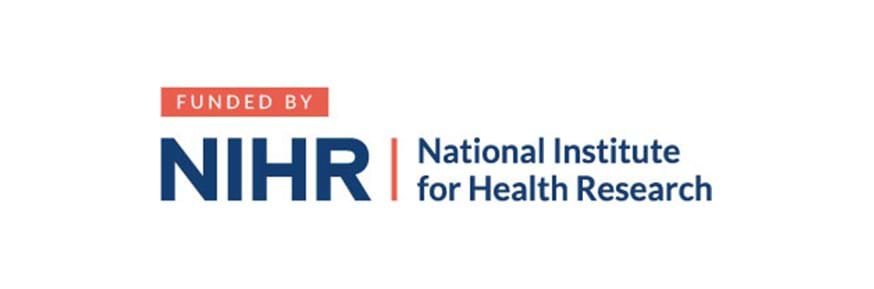 FUNDED BY
NIHR | National Institute
for Health Research